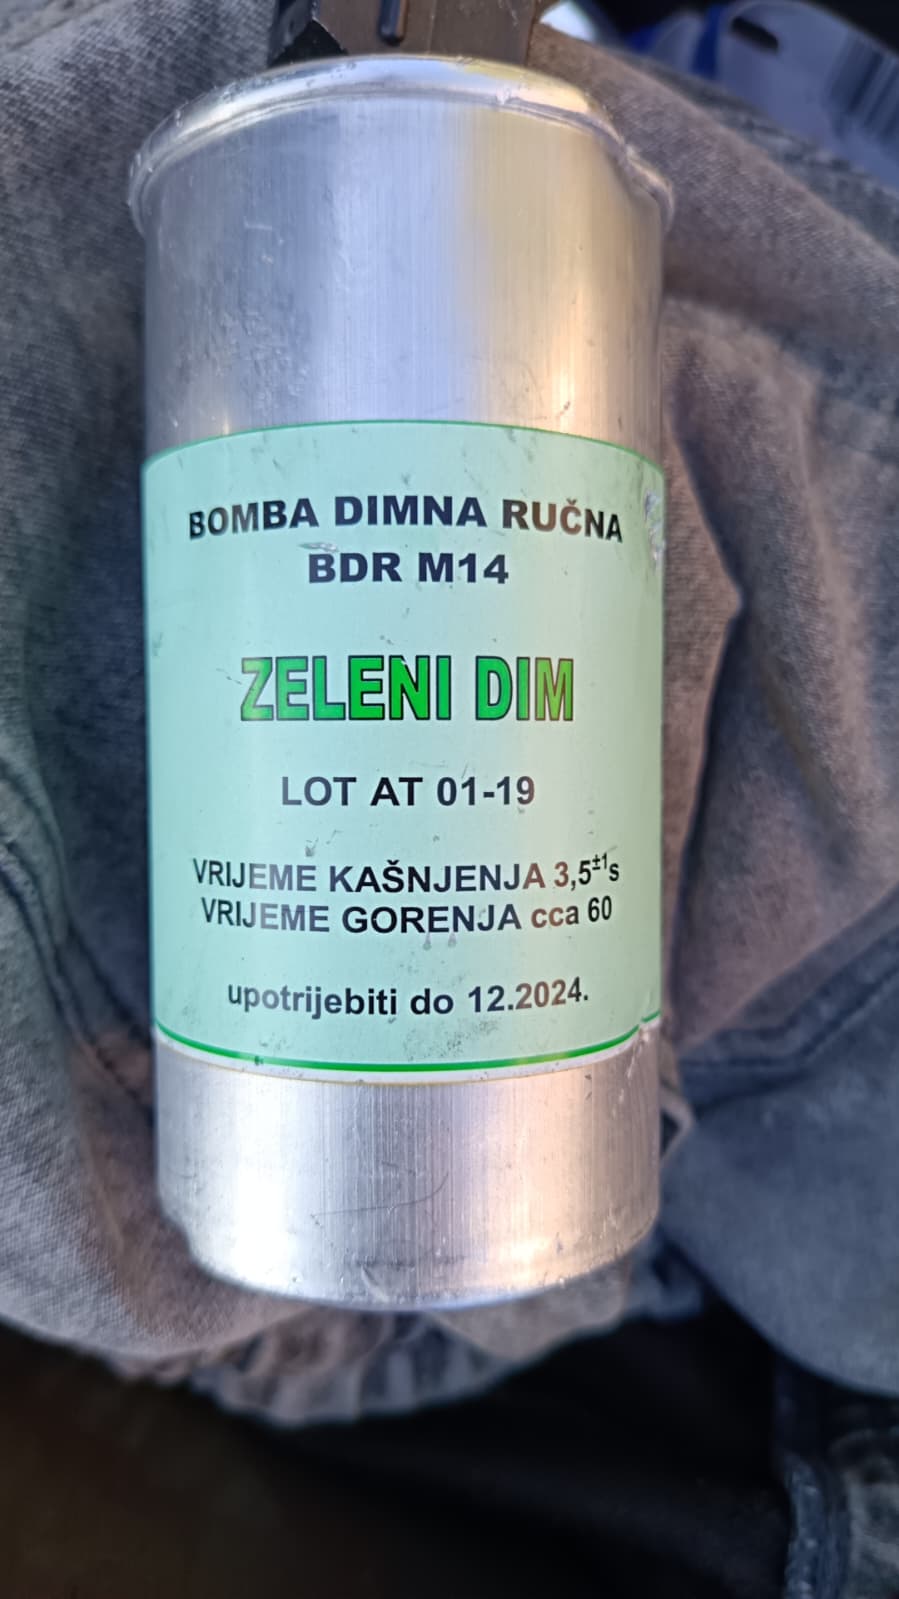 BOMBA DIMNA RUČNA
BDR M14
ZELENI DIM
LOT AT 01-19
VRIJEME KAŠNJENJA 3,5±1s
VRIJEME GORENJA cca 60
upotrijebiti do 12.2024.